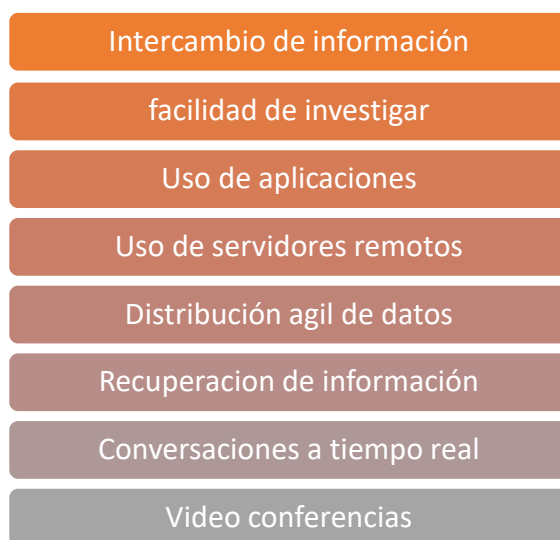 Intercambio de información
facilidad de investigar
Uso de aplicaciones
Uso de servidores remotos
Distribución agil de datos
Recuperacion de información
Conversaciones a tiempo real
Video conferencias